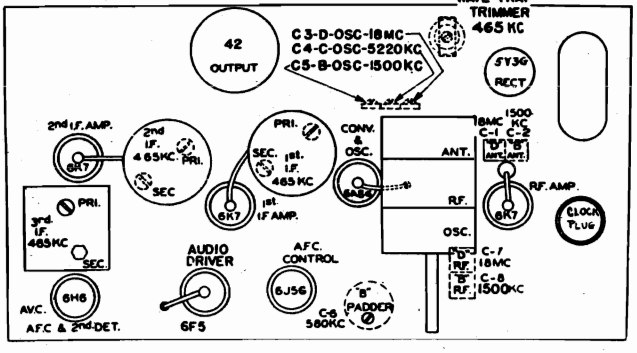 TRIMMER
465 KC
42
OUTPUT
C3-D-OSC-18MC
C4-C-OSC-5220KC
C5-B-OSC-1500KC
5Y3G
RECT
2nd I.F. AMP.
6K7
2nd
I.F.
465KC.
PRI.
SEC
PRI.
SEC.
1st.
I.F.
465 KC
6K7
1st.
I.F AMP.
CONV.
&
OSC.
6A8G
ANT.
R.F.
OSC.
18MC
C-1
1500-
KC
C-2
D
ANT.
B
ANT.
R.F. AMP.
6K7
CLOCK
PLUG
3rd.
I.F.
465KC
PRI.
SEC.
6H6
A.V.C.
A.F.C & 2nd-DET.
AUDIO
DRIVER
6F5
A.F.C.
CONTROL
6J5G
"B"
PADDER
C-6
580KC
D
R.F.
C-7
18MC
B
R.F.
C-8
1500KC